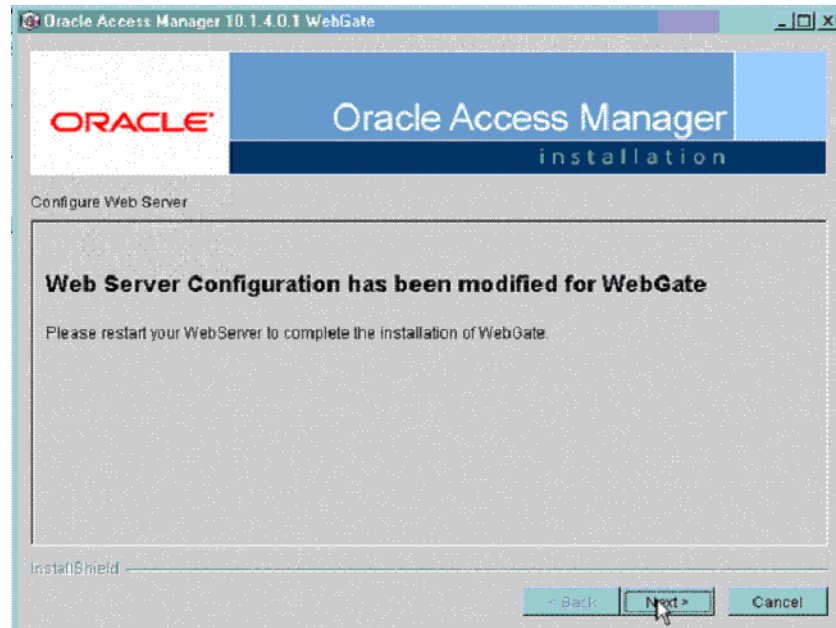 Oracle Access Manager 10.1.4.0.1 WebGate
ORACLE
Oracle Access Manager
installation
Configure Web Server
Web Server Configuration has been modified for WebGate
Please restart your WebServer to complete the installation of WebGate.
InstallShield
< Back Next > Cancel